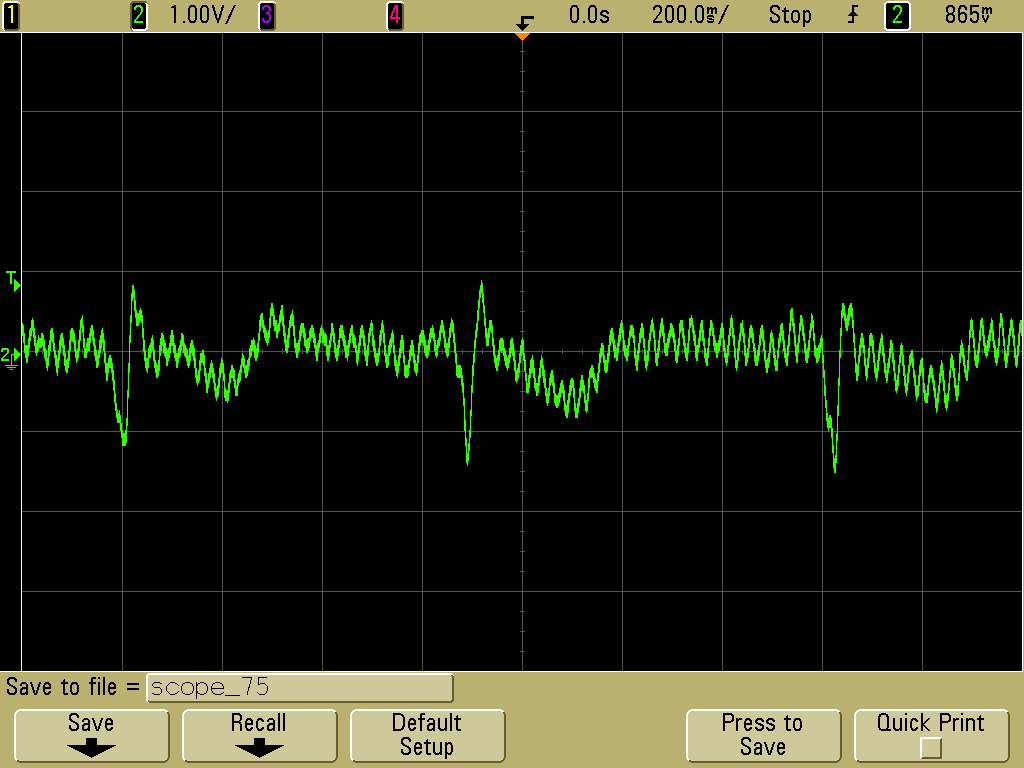 1 2 1.00V/ 3 4 0.0s 200.0ms/ Stop 2 865mV
T
2
Save to file = scope_75
Save Recall Default Setup Press to Save Quick Print